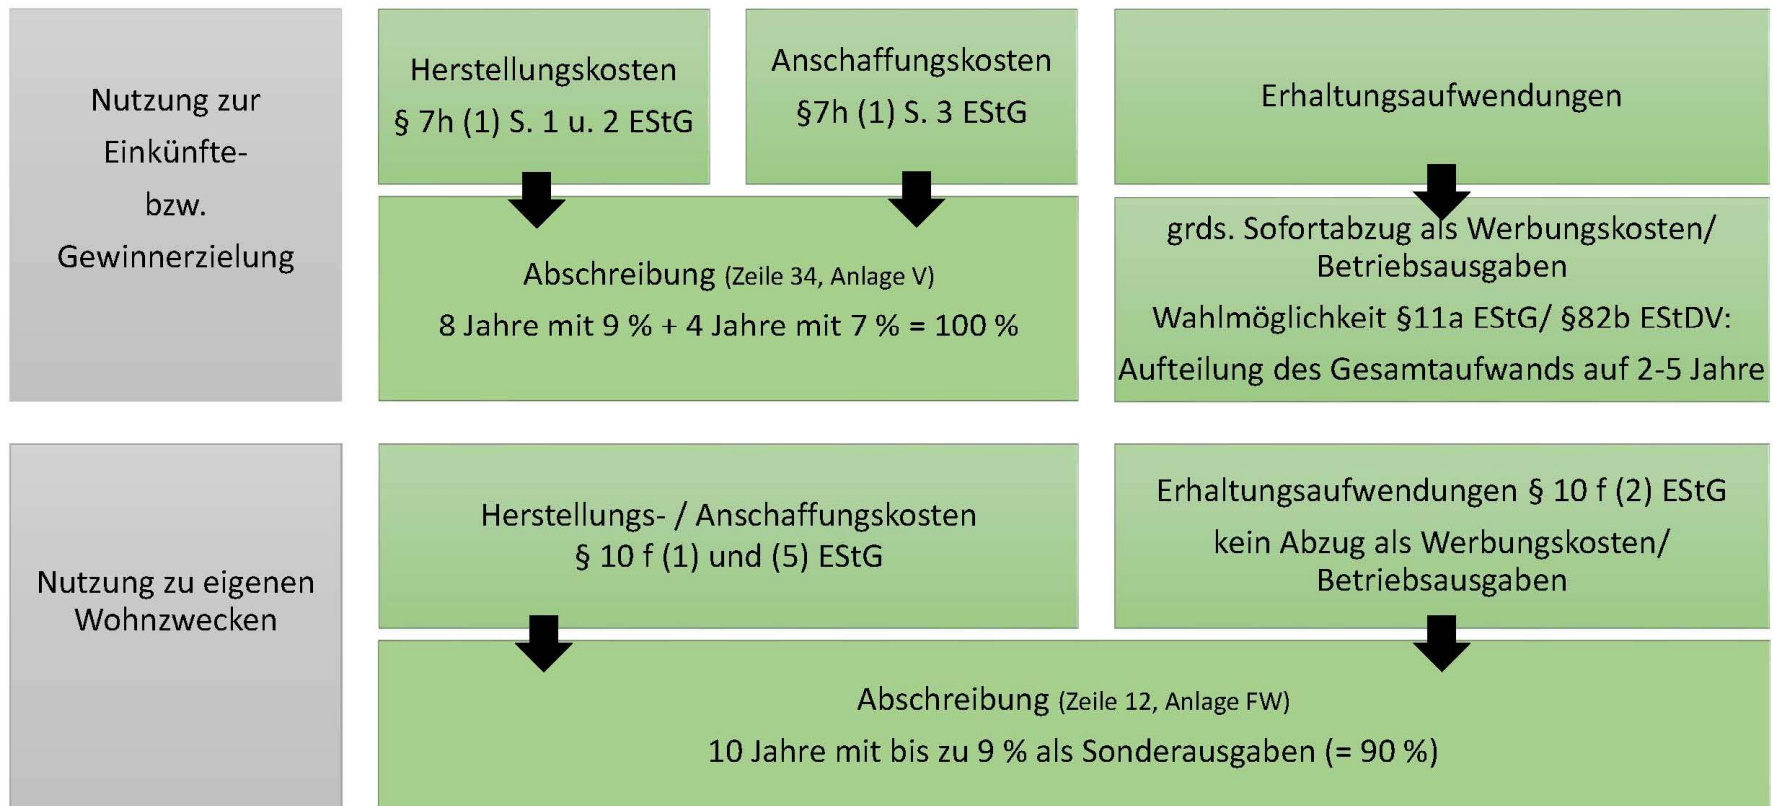 Nutzung zur
Einkünfte-
bzw.
Gewinnerzielung
Herstellungskosten
§ 7h (1) S. 1 u. 2 EStG
Anschaffungskosten
§7h (1) S. 3 EStG
Erhaltungsaufwendungen
Abschreibung (Zeile 34, Anlage V)
8 Jahre mit 9 % + 4 Jahre mit 7 % = 100 %
grds. Sofortabzug als Werbungskosten/
Betriebsausgaben
Wahlmöglichkeit §11a EStG/ §82b EStDV:
Aufteilung des Gesamtaufwands auf 2-5 Jahre
Nutzung zu eigenen
Wohnzwecken
Herstellungs- / Anschaffungskosten
§ 10 f (1) und (5) EStG
Erhaltungsaufwendungen § 10 f (2) EStG
kein Abzug als Werbungskosten/
Betriebsausgaben
Abschreibung (Zeile 12, Anlage FW)
10 Jahre mit bis zu 9 % als Sonderausgaben (= 90 %)